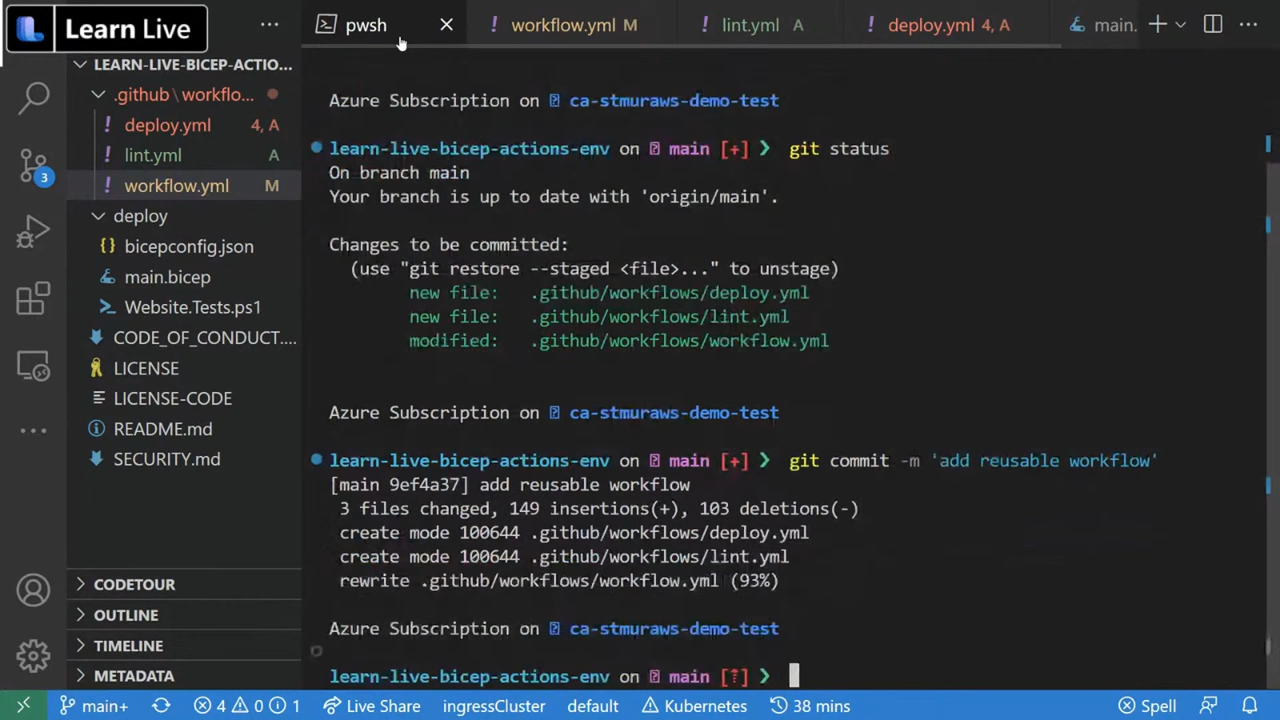 Learn Live
pwsh
workflow.yml M
lint.yml A
deploy.yml 4, A
main.
LEARN-LIVE-BICEP-ACTIO...
.github\workflo...
deploy.yml 4, A
lint.yml A
workflow.yml M
deploy
bicepconfig.json
main.bicep
Website.Tests.ps1
CODE_OF_CONDUCT....
LICENSE
LICENSE-CODE
README.md
SECURITY.md
3
CODETOUR
OUTLINE
TIMELINE
METADATA
Azure Subscription on ca-stmuraws-demo-test
learn-live-bicep-actions-env on main [+] ❯ git status
On branch main
Your branch is up to date with 'origin/main'.
Changes to be committed:
(use "git restore --staged <file>..." to unstage)
new file: .github/workflows/deploy.yml
new file: .github/workflows/lint.yml
modified: .github/workflows/workflow.yml
Azure Subscription on ca-stmuraws-demo-test
learn-live-bicep-actions-env on main [+] ❯ git commit -m 'add reusable workflow'
[main 9ef4a37] add reusable workflow
3 files changed, 149 insertions(+), 103 deletions(-)
create mode 100644 .github/workflows/deploy.yml
create mode 100644 .github/workflows/lint.yml
rewrite .github/workflows/workflow.yml (93%)
Azure Subscription on ca-stmuraws-demo-test
learn-live-bicep-actions-env on main [⇡] ❯
main+ 4 0 1 Live Share ingressCluster default Kubernetes 38 mins Spell